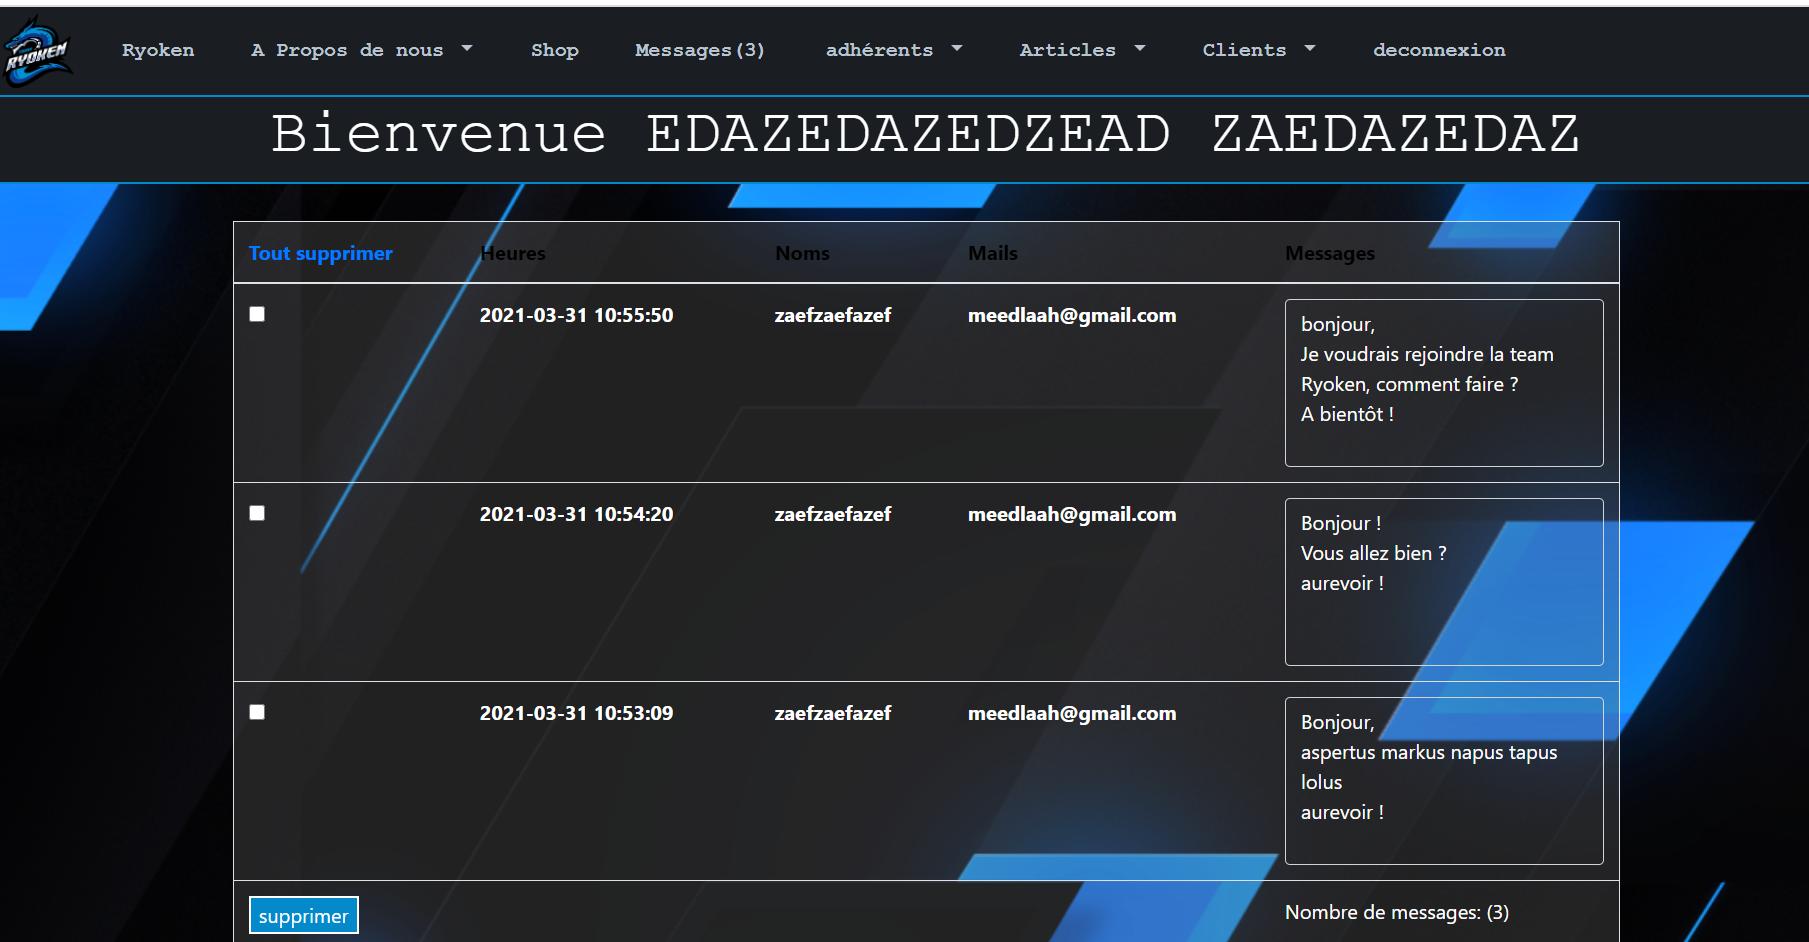 RYOKEN
Ryoken A Propos de nous Shop Messages(3) adhérents Articles Clients deconnexion
Bienvenue EDAZEDAZEDZEAD ZAEDAZEDAZ
Tout supprimer Heures Noms Mails Messages
2021-03-31 10:55:50 zaefzaefazef meedlaah@gmail.com
bonjour,
Je voudrais rejoindre la team
Ryoken, comment faire ?
A bientôt !
2021-03-31 10:54:20 zaefzaefazef meedlaah@gmail.com
Bonjour !
Vous allez bien ?
aurevoir !
2021-03-31 10:53:09 zaefzaefazef meedlaah@gmail.com
Bonjour,
aspertus markus napus tapus
lolus
aurevoir !
supprimer Nombre de messages: (3)